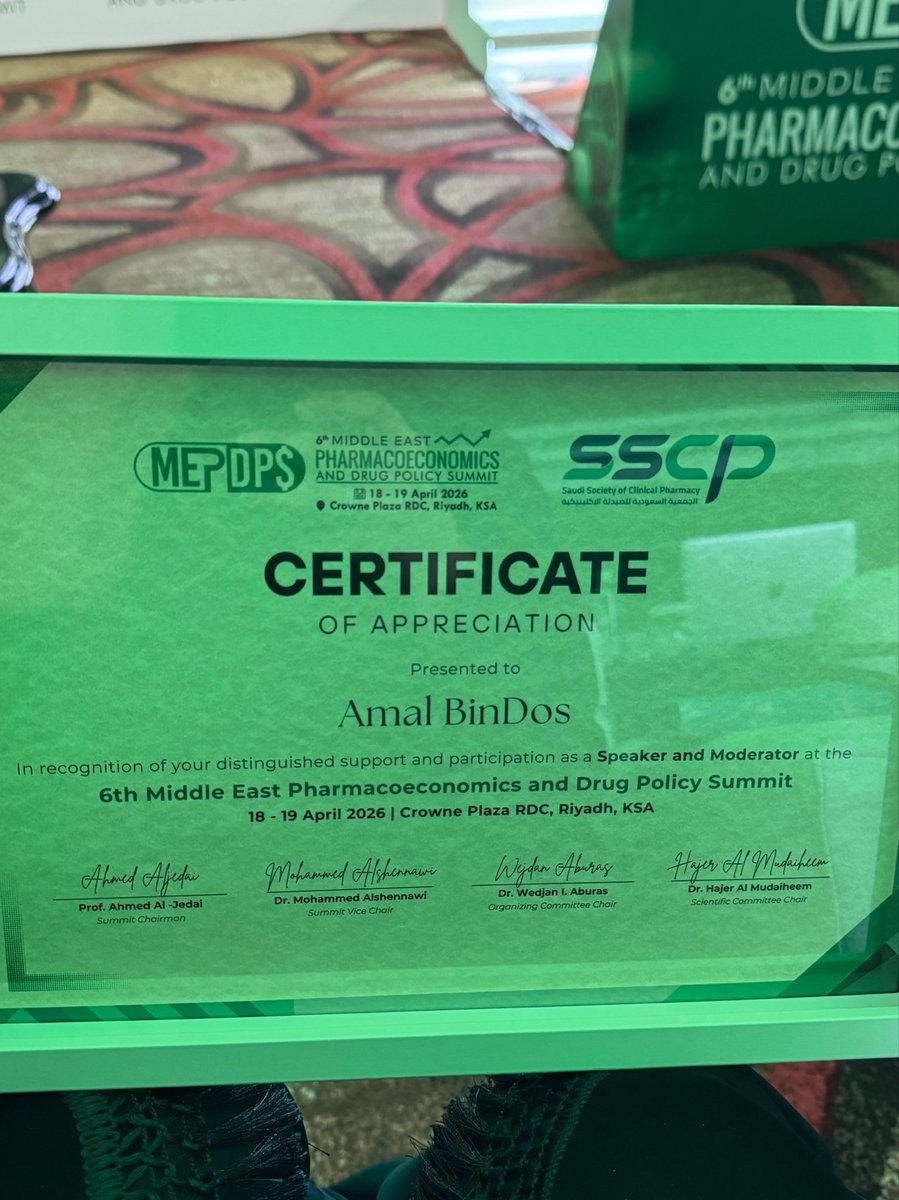 AND DRUG PO
ME
6th MIDDLE
PHARMACO
AND DRUG PO
MEPDPS
6th MIDDLE EAST
PHARMACOECONOMICS
AND DRUG POLICY SUMMIT
18 - 19 April 2026
Crowne Plaza RDC, Riyadh, KSA
SSCP
Saudi Society of Clinical Pharmacy
الجمعية السعودية للصيدلة الإكلينيكية
CERTIFICATE
OF APPRECIATION
Presented to
Amal BinDos
In recognition of your distinguished support and participation as a Speaker and Moderator at the
6th Middle East Pharmacoeconomics and Drug Policy Summit
18 - 19 April 2026 | Crowne Plaza RDC, Riyadh, KSA
Ahmed Aljedai
Prof. Ahmed Al -Jedai
Summit Chairman
Mohammed Alshennawi
Dr. Mohammed Alshennawi
Summit Vice Chair
Wejdan Aburas
Dr. Wedjan I. Aburas
Organizing Committee Chair
Hajer Al Mudaiheem
Dr. Hajer Al Mudaiheem
Scientific Committee Chair